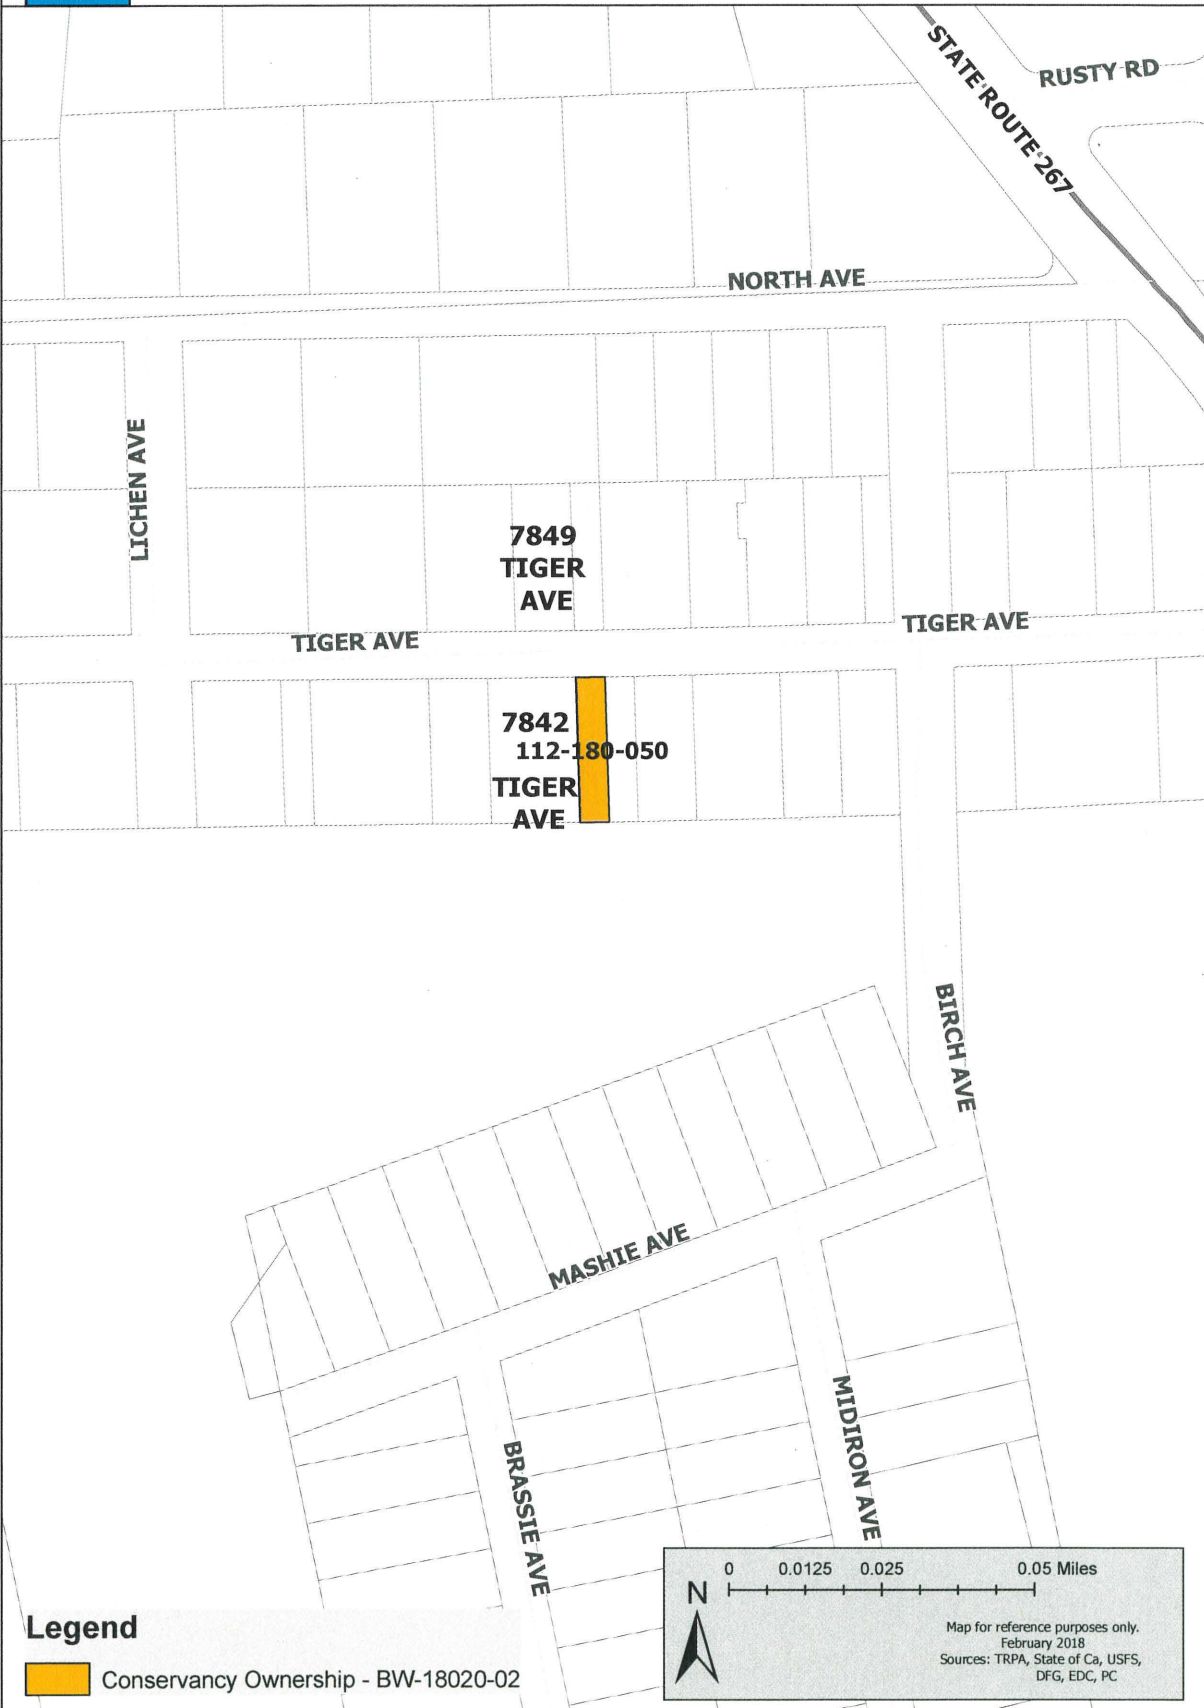 STATE ROUTE 267
RUSTY RD
NORTH AVE
LICHEN AVE
7849
TIGER
AVE
TIGER AVE
TIGER AVE
7842
112-180-050
TIGER
AVE
BIRCH AVE
MASHIE AVE
MIDIRON AVE
BRASSIE AVE
0 0.0125 0.025 0.05 Miles
N
Map for reference purposes only.
February 2018
Sources: TRPA, State of Ca, USFS,
DFG, EDC, PC
Legend
Conservancy Ownership - BW-18020-02